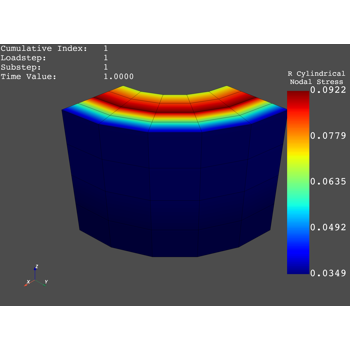 Cumulative Index: 1
Loadstep: 1
Substep: 1
Time Value: 1.0000
R Cylindrical
Nodal Stress
0.0922
0.0779
0.0635
0.0492
0.0349
Z
X Y